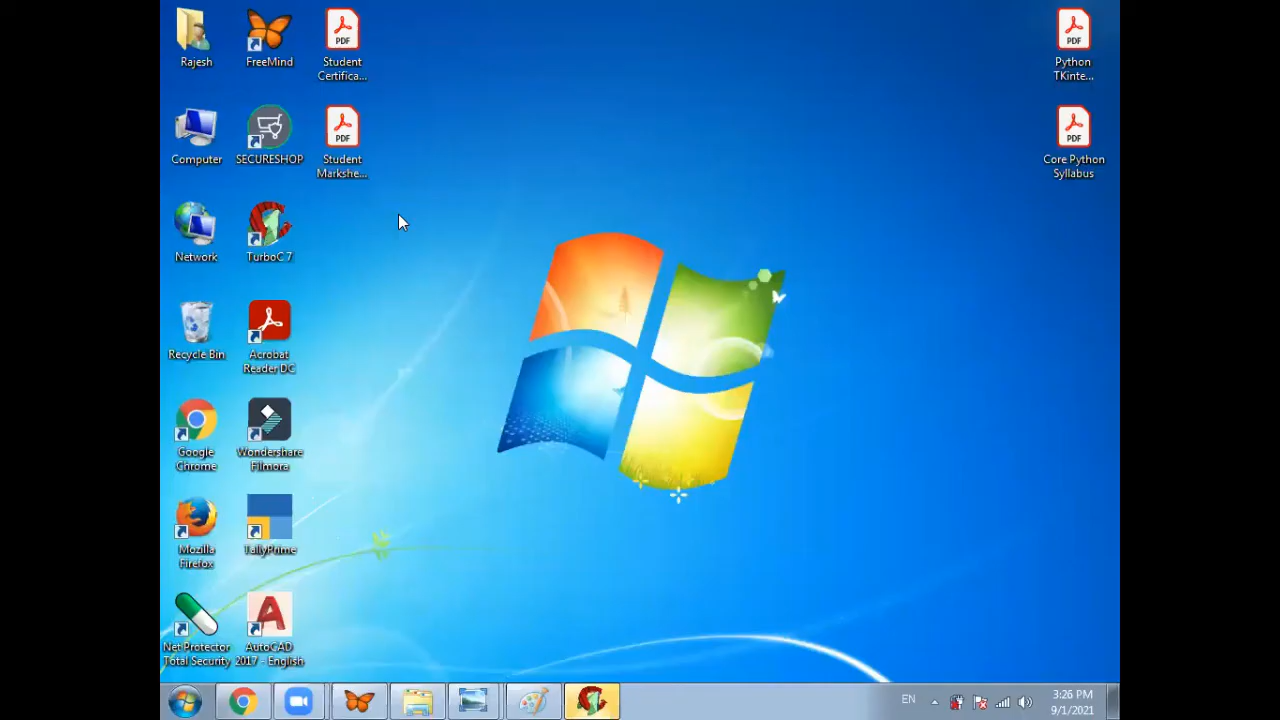 Rajesh
FreeMind
PDF
Student
Certifica...
PDF
Python
TKinte...
Computer
SECURESHOP
PDF
Student
Markshe...
PDF
Core Python
Syllabus
Network
TurboC 7
Recycle Bin
Acrobat
Reader DC
Google
Chrome
Wondershare
Filmora
Mozilla
Firefox
TallyPrime
Net Protector
Total Security
AutoCAD
2017 - English
EN
3:26 PM
9/1/2021